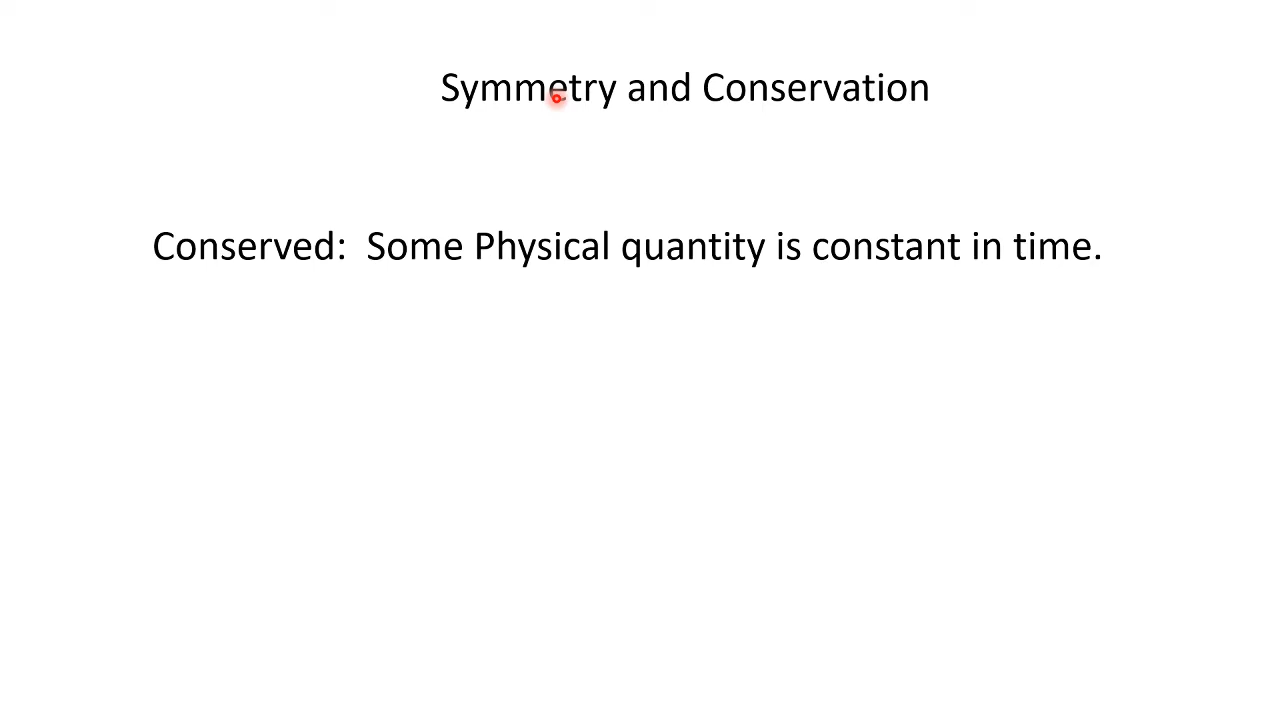 Symmetry and Conservation
Conserved:  Some Physical quantity is constant in time.